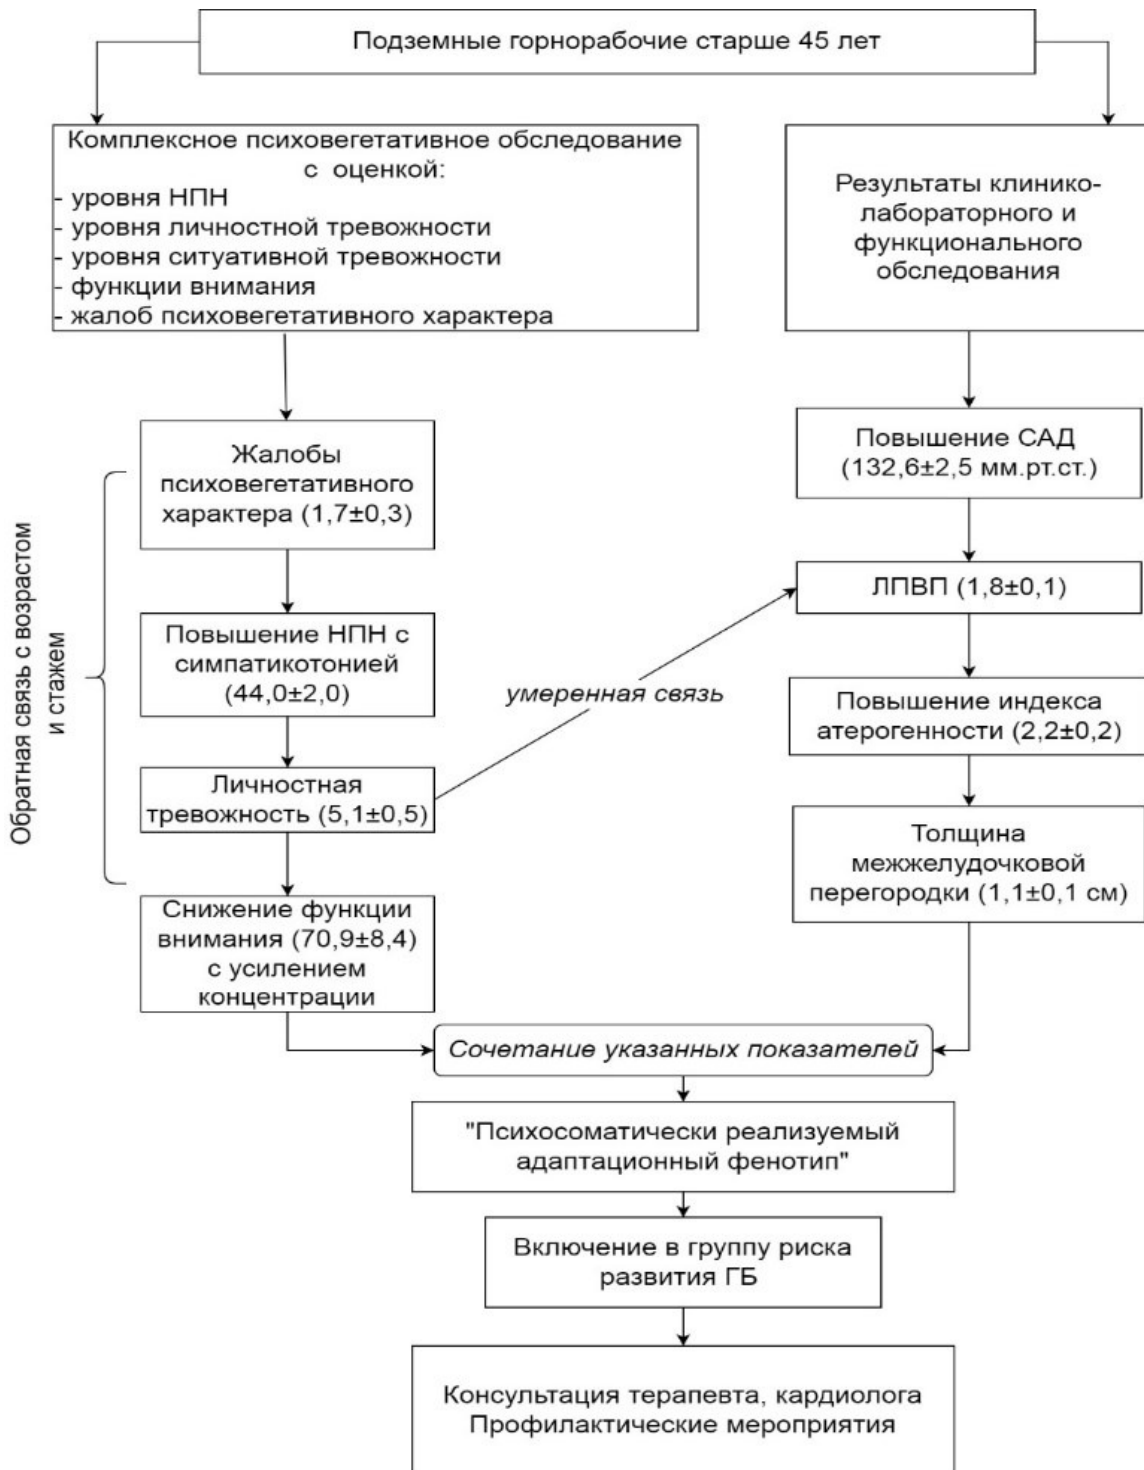 Подземные горнорабочие старше 45 лет
Комплексное психовегетативное обследование
с оценкой:
- уровня НПН
- уровня личностной тревожности
- уровня ситуативной тревожности
- функции внимания
- жалоб психовегетативного характера
Результаты клинико-
лабораторного и
функционального
обследования
Обратная связь с возрастом
и стажем
Жалобы
психовегетативного
характера (1,7±0,3)
Повышение НПН с
симпатикотонией
(44,0±2,0)
Личностная
тревожность (5,1±0,5)
Снижение функции
внимания (70,9±8,4)
с усилением
концентрации
умеренная связь
Повышение САД
(132,6±2,5 мм.рт.ст.)
ЛПВП (1,8±0,1)
Повышение индекса
атерогенности (2,2±0,2)
Толщина
межжелудочковой
перегородки (1,1±0,1 см)
Сочетание указанных показателей
"Психосоматически реализуемый
адаптационный фенотип"
Включение в группу риска
развития ГБ
Консультация терапевта, кардиолога
Профилактические мероприятия